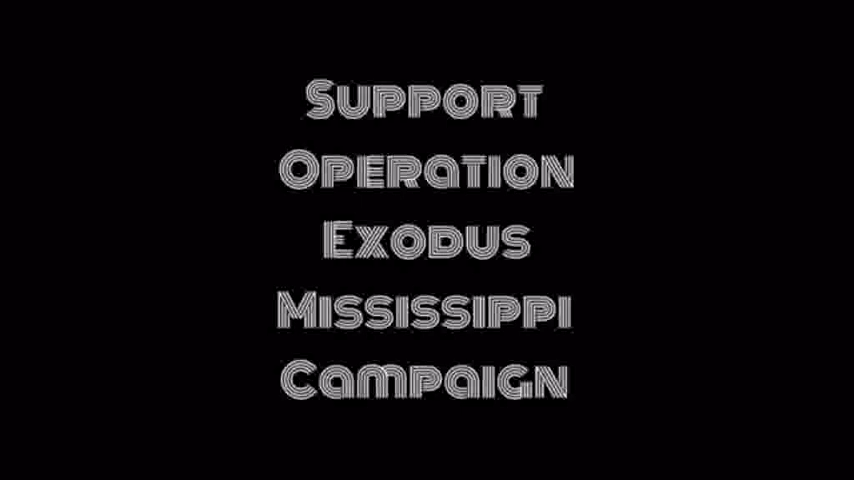 Support
Operation
Exodus
Mississippi
Campaign